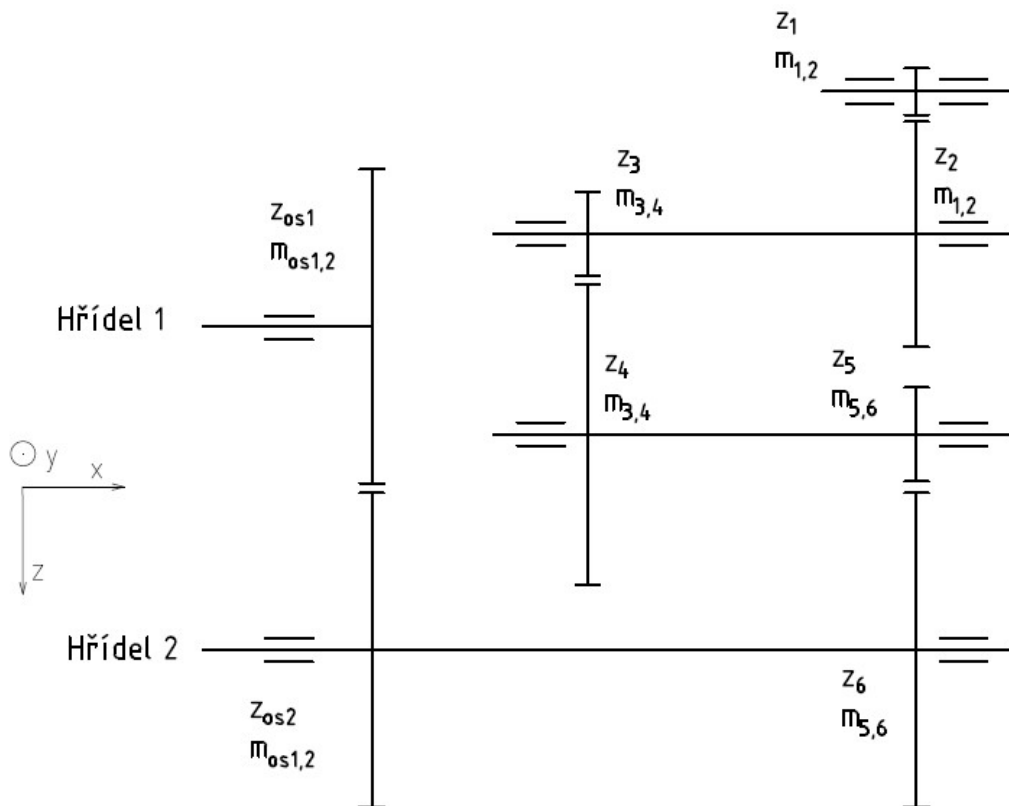 z1
m1,2
z3
m3,4
z2
m1,2
zos1
mos1,2
Hřídel 1
z4
m3,4
z5
m5,6
y
x
z
Hřídel 2
zos2
mos1,2
z6
m5,6